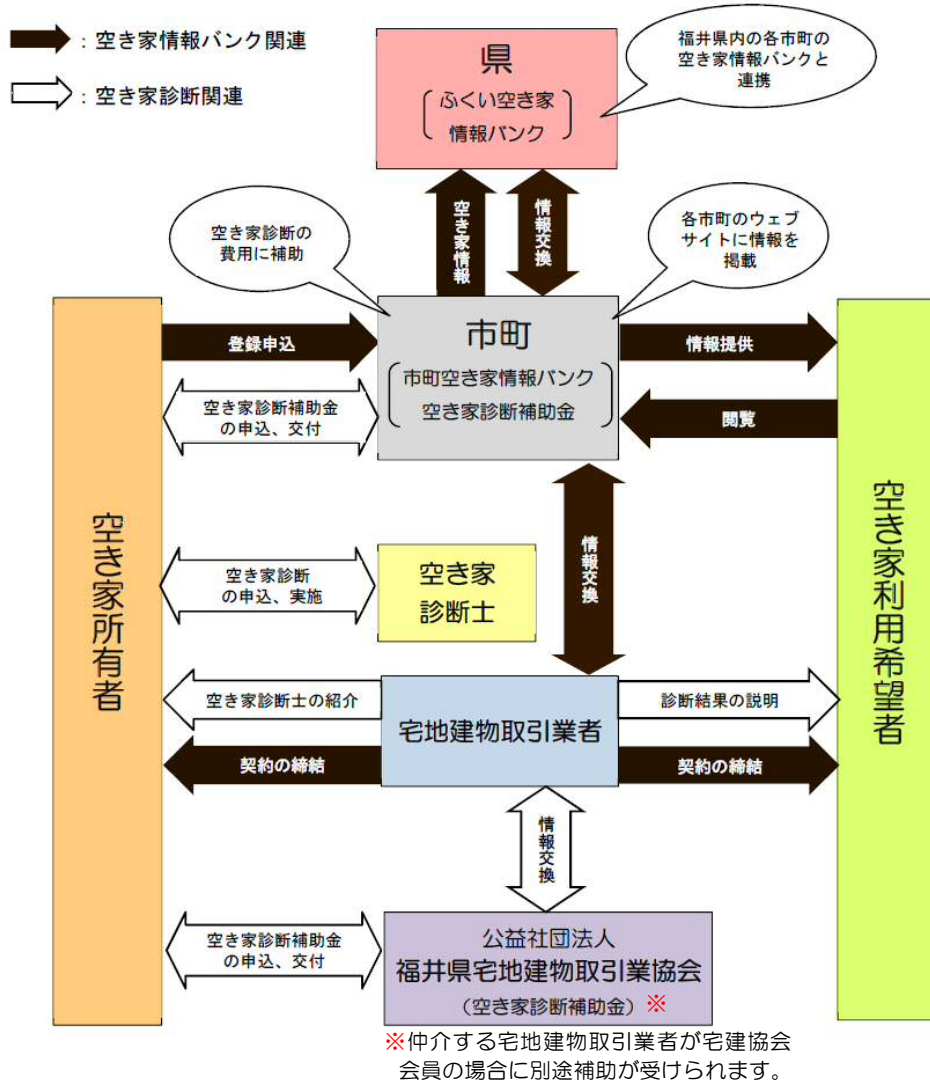 ：空き家情報バンク関連
：空き家診断関連
県
ふくい空き家
情報バンク
福井県内の各市町の
空き家情報バンクと
連携
空き家情報
情報交換
空き家診断の
費用に補助
各市町のウェブ
サイトに情報を
掲載
登録申込
市町
市町空き家情報バンク
空き家診断補助金
情報提供
閲覧
空き家診断補助金
の申込、交付
空き家所有者
空き家利用希望者
空き家診断
の申込、実施
空き家
診断士
情報交換
空き家診断士の紹介
宅地建物取引業者
診断結果の説明
契約の締結
契約の締結
情報交換
空き家診断補助金
の申込、交付
公益社団法人
福井県宅地建物取引業協会
（空き家診断補助金）※
※仲介する宅地建物取引業者が宅建協会
会員の場合に別途補助が受けられます。